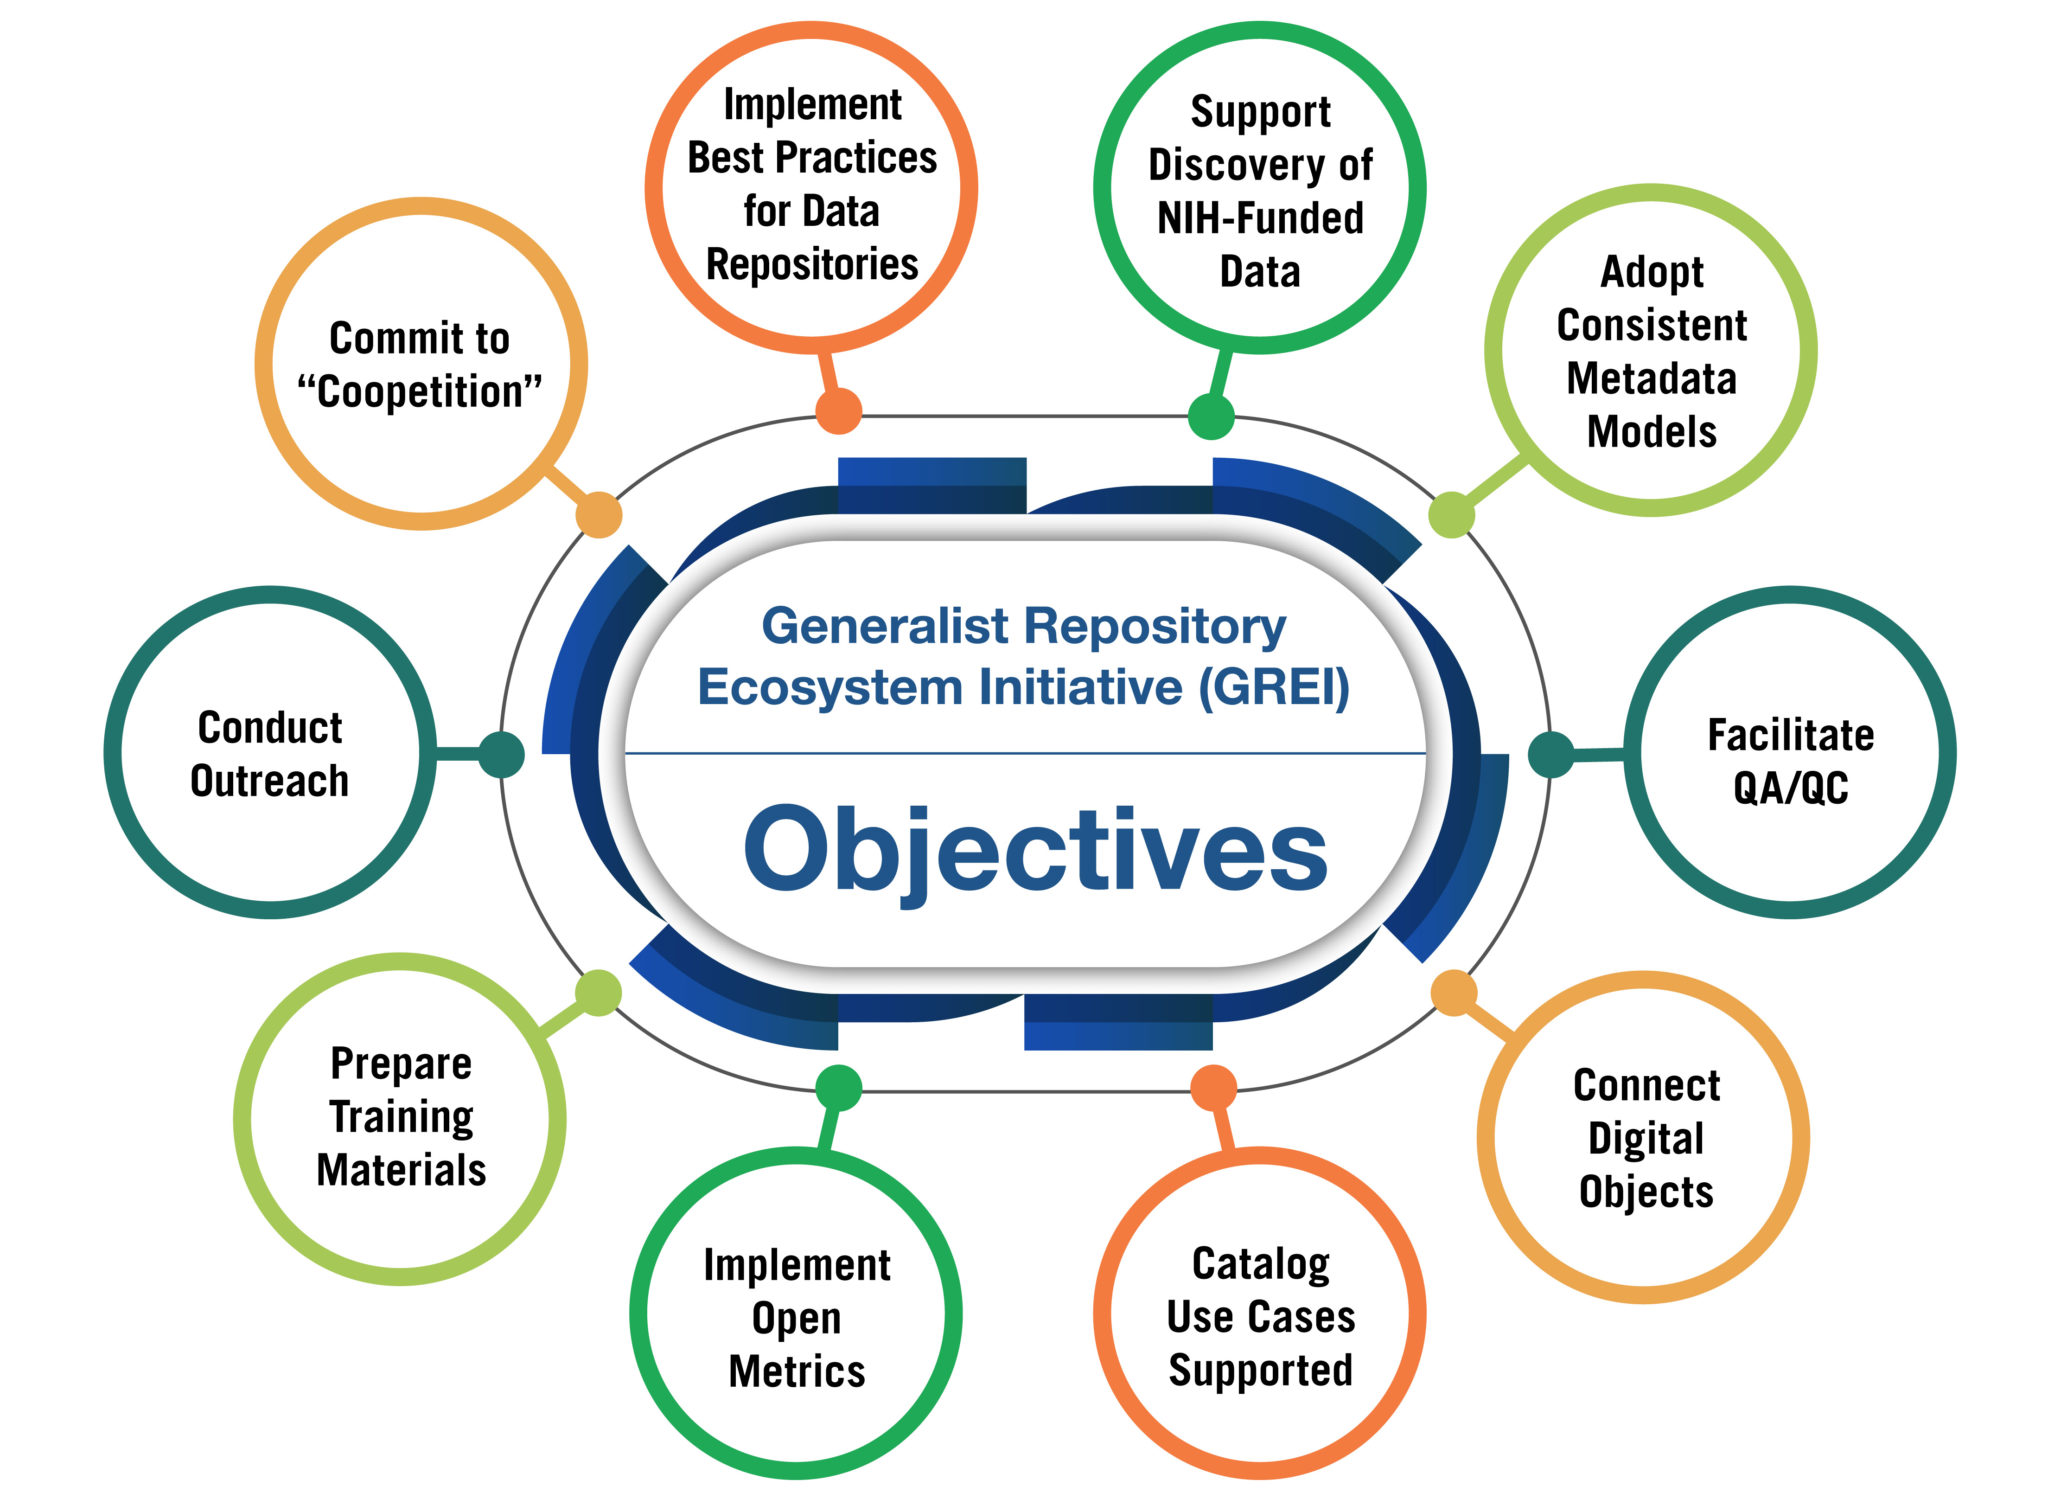 Implement
Best Practices
for Data
Repositories
Support
Discovery of
NIH-Funded
Data
Adopt
Consistent
Metadata
Models
Facilitate
QA/QC
Connect
Digital
Objects
Catalog
Use Cases
Supported
Implement
Open
Metrics
Prepare
Training
Materials
Conduct
Outreach
Commit to
“Coopetition”
Generalist Repository
Ecosystem Initiative (GREI)
Objectives